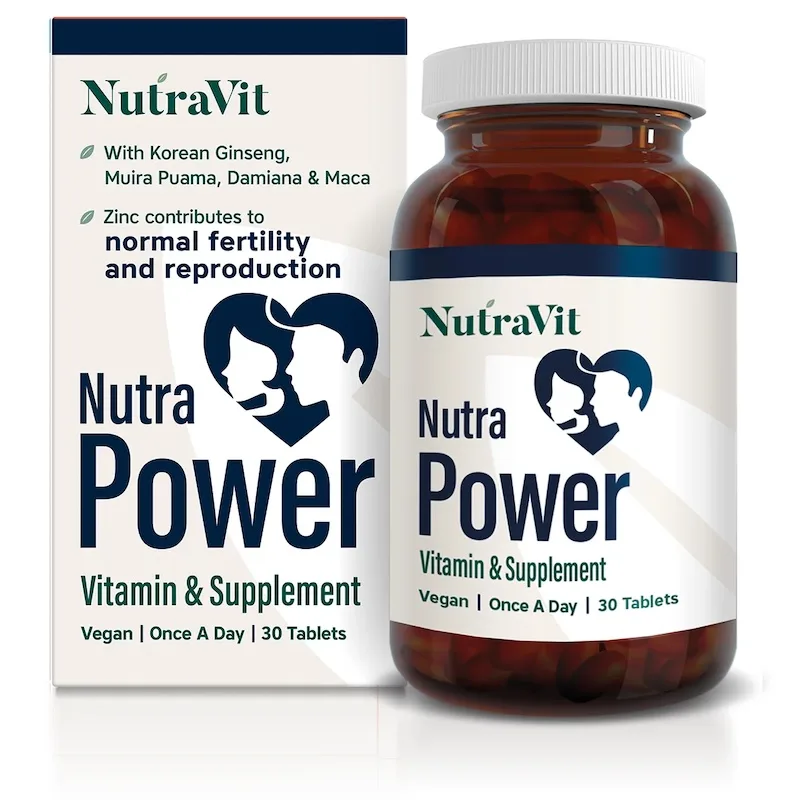 NutraVit
With Korean Ginseng,
Muira Puama, Damiana & Maca
Zinc contributes to
normal fertility
and reproduction
Nutra
Power
Vitamin & Supplement
Vegan | Once A Day | 30 Tablets
NutraVit
Nutra
Power
Vitamin & Supplement
Vegan | Once A Day | 30 Tablets